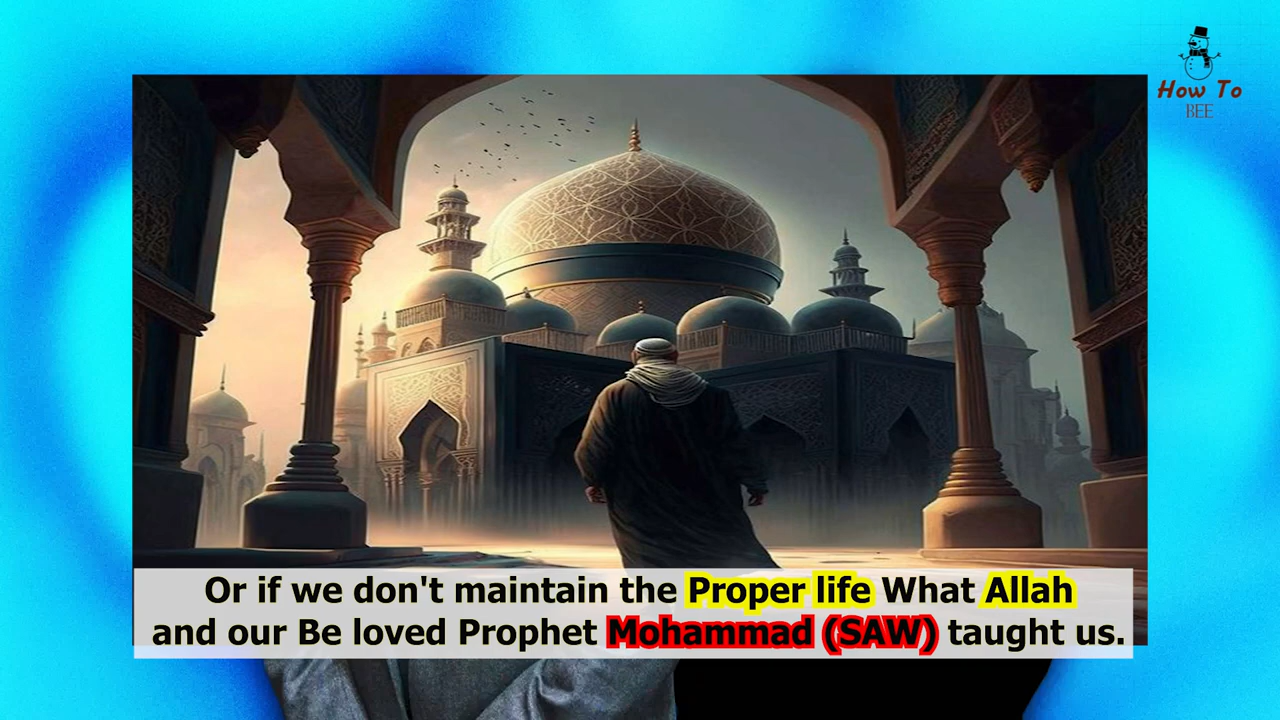 How To
BEE
Or if we don't maintain the Proper life What Allah
and our Be loved Prophet Mohammad (SAW) taught us.